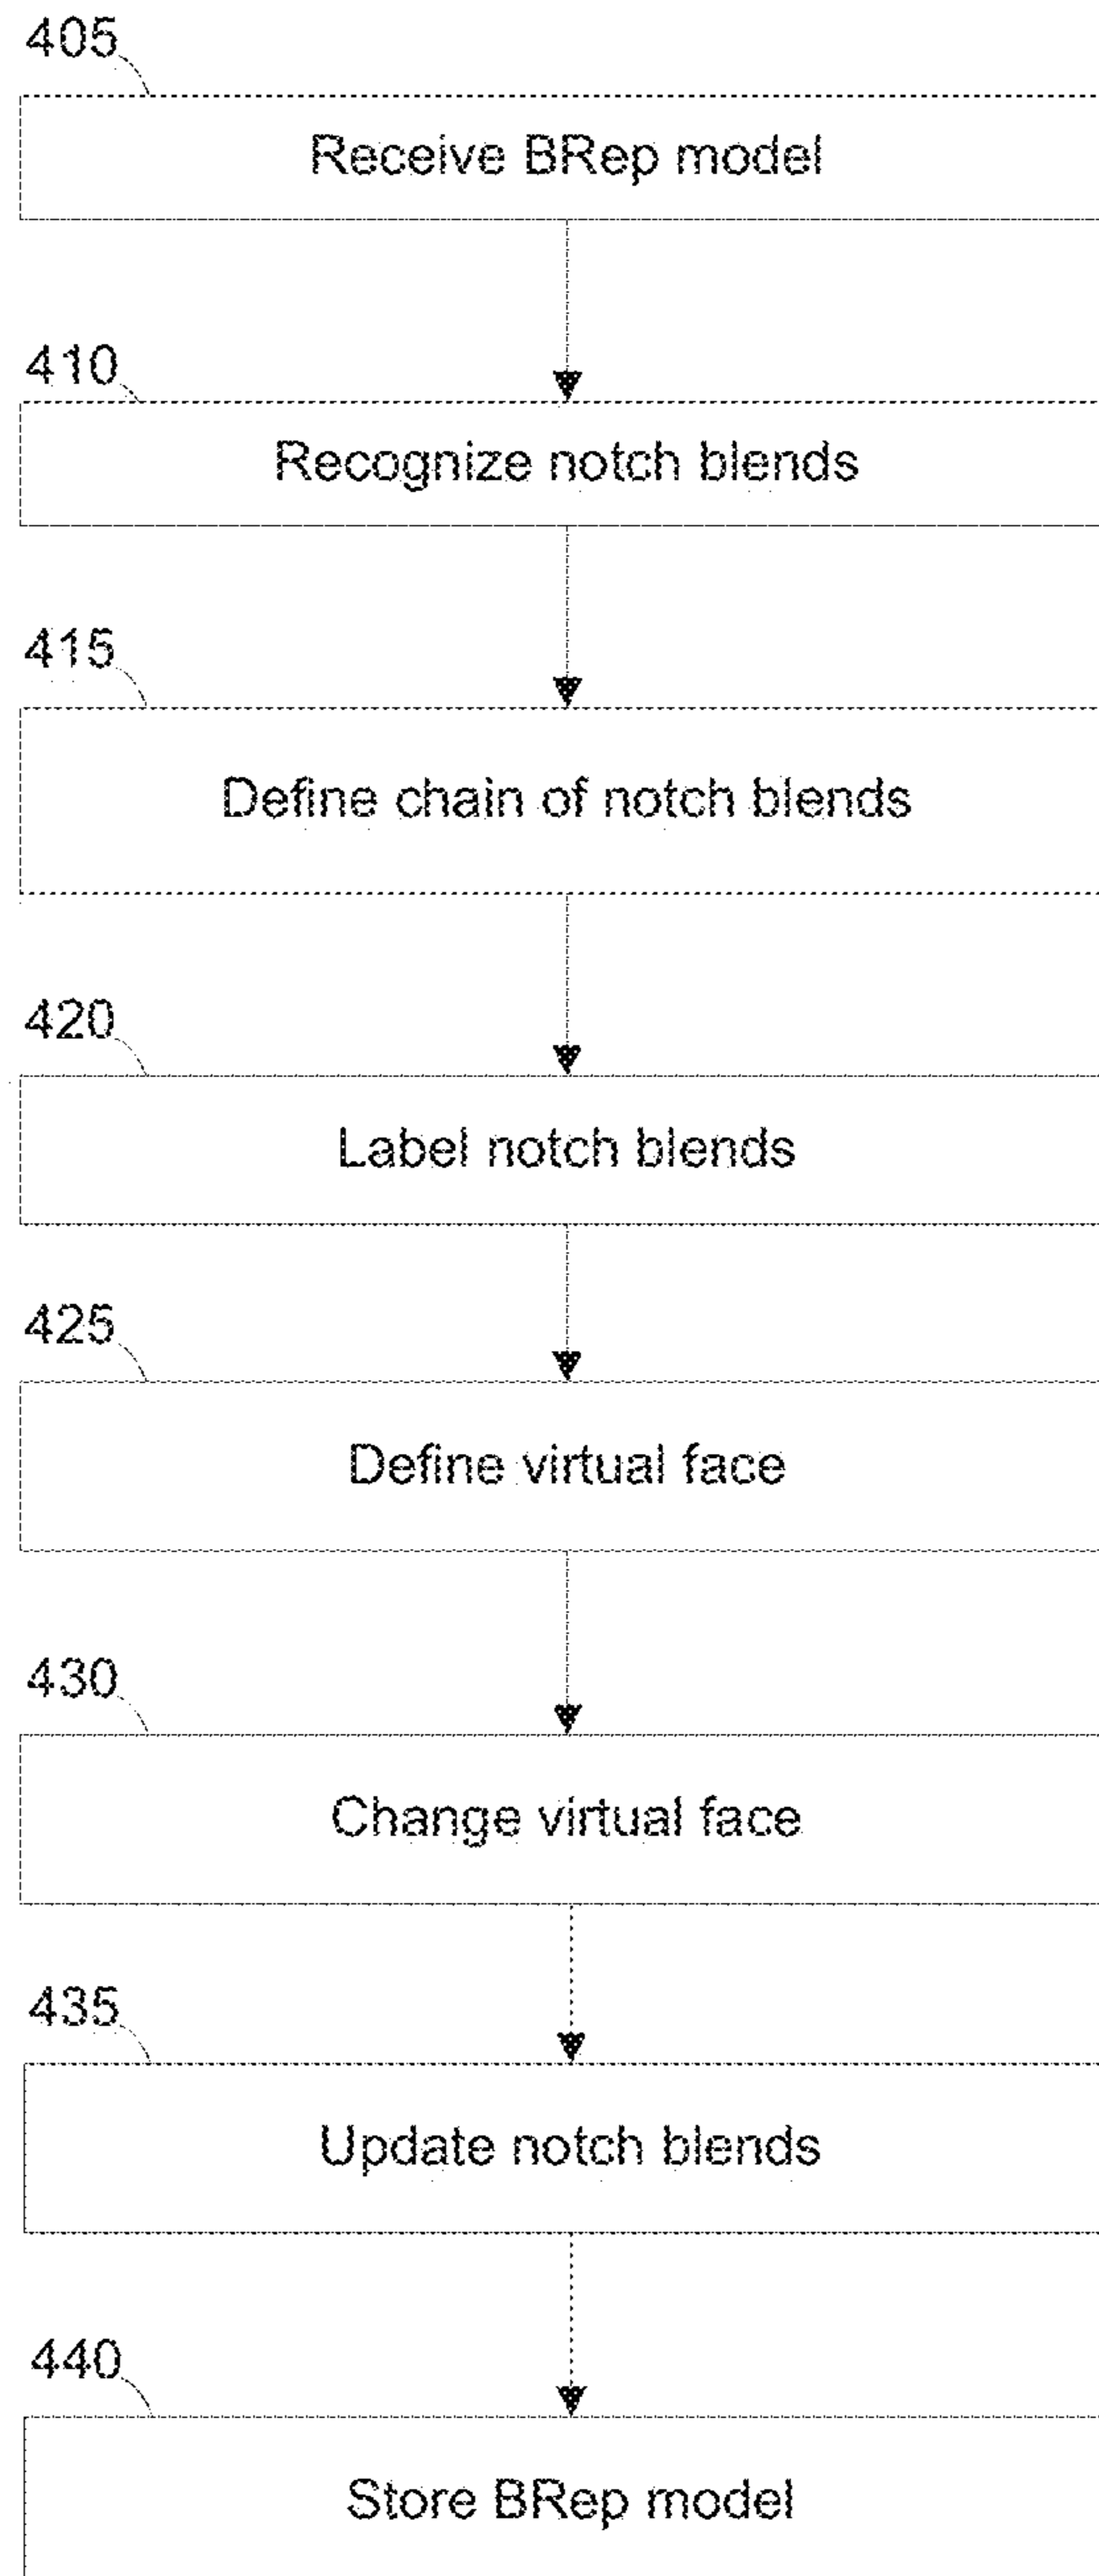 405
Receive BRep model
410
Recognize notch blends
415
Define chain of notch blends
420
Label notch blends
425
Define virtual face
430
Change virtual face
435
Update notch blends
440
Store BRep model